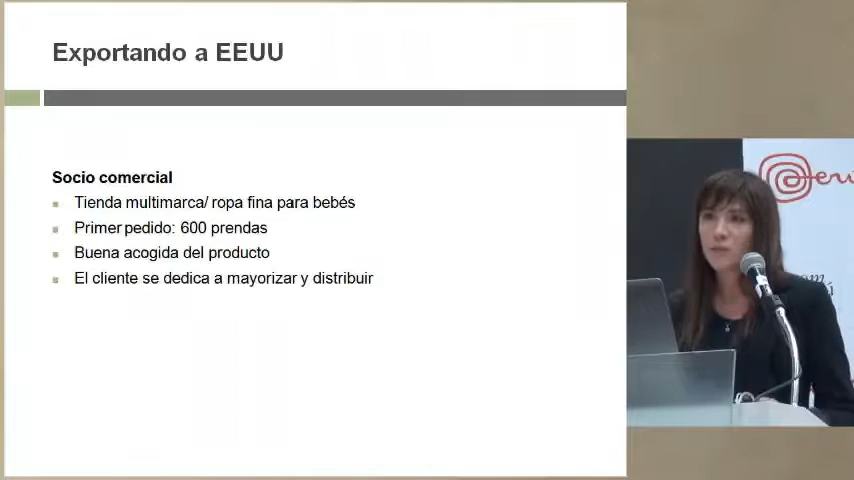 Exportando a EEUU
Socio comercial
Tienda multimarca/ ropa fina para bebés
Primer pedido: 600 prendas
Buena acogida del producto
El cliente se dedica a mayorizar y distribuir